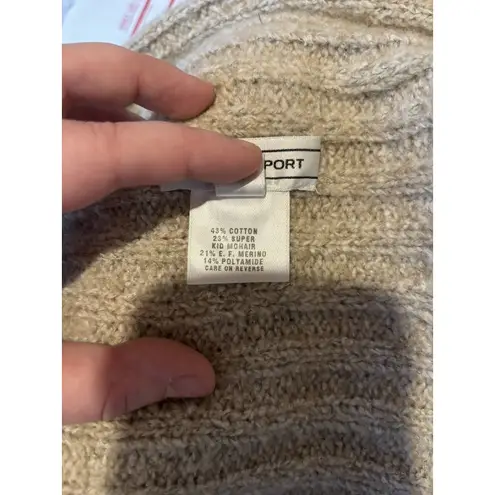 PORT
43% COTTON
23% SUPER
KID MOHAIR
21% E. F. MERINO
14% POLYAMIDE
CARE ON REVERSE